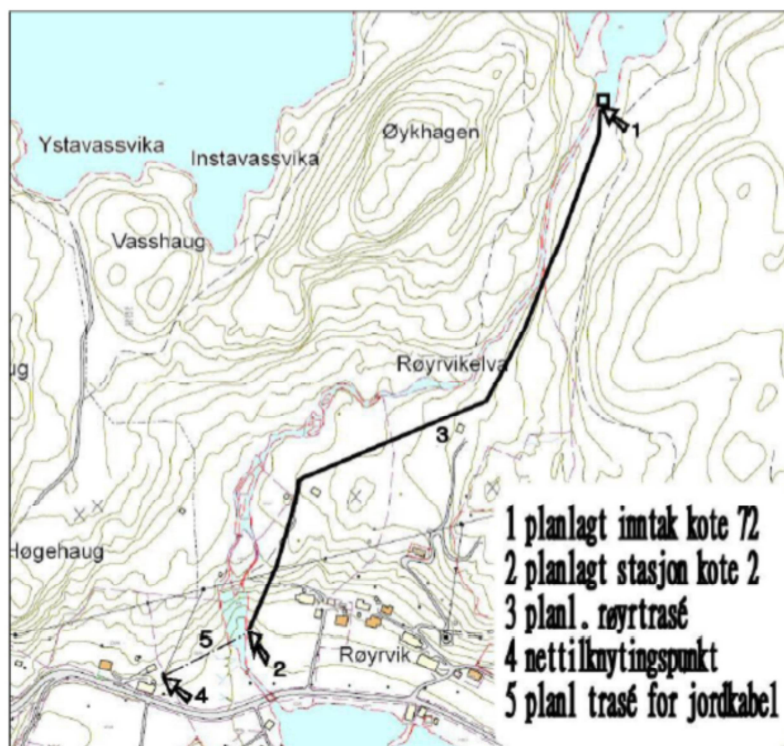 Øykhagen
1
Ystavassvika
Instavassvika
Vasshaug
ug
Røyrvikelva
3
Høgehaug
5
2
Røyrvik
4
1 planlagt inntak kote 72
2 planlagt stasjon kote 2
3 planl. røyrtrasé
4 nettilknytingspunkt
5 planl trasé for jordkabel